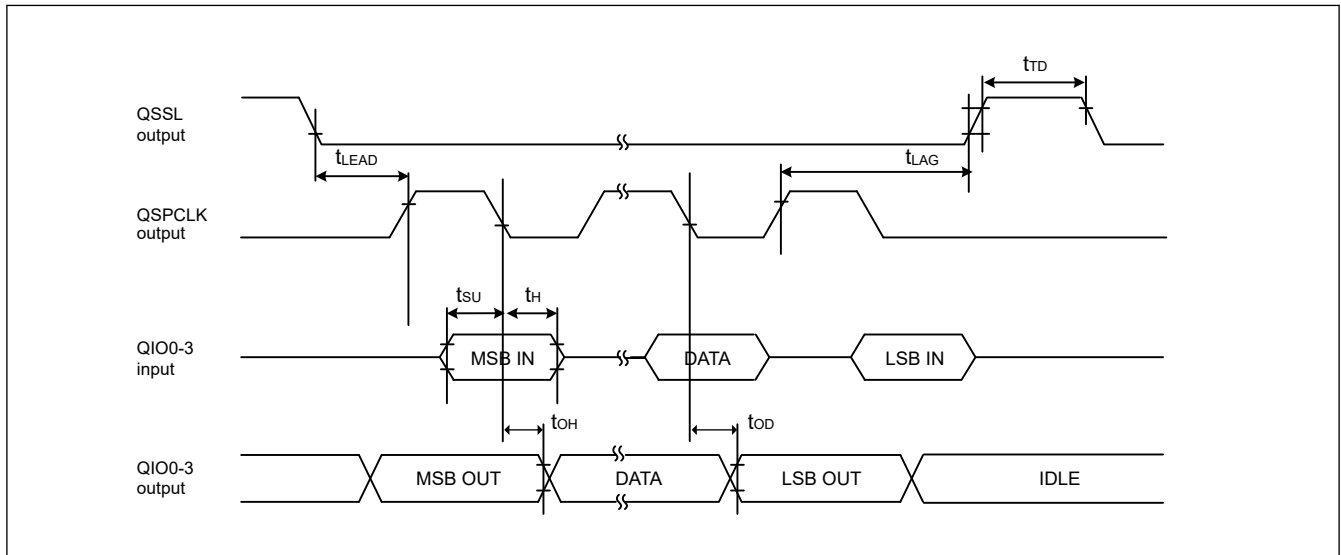 QSSL
output
tTD
tLEAD
tLAG
QSPCLK
output
tSU
tH
QIO0-3
input
MSB IN
DATA
LSB IN
tOH
tOD
QIO0-3
output
MSB OUT
DATA
LSB OUT
IDLE